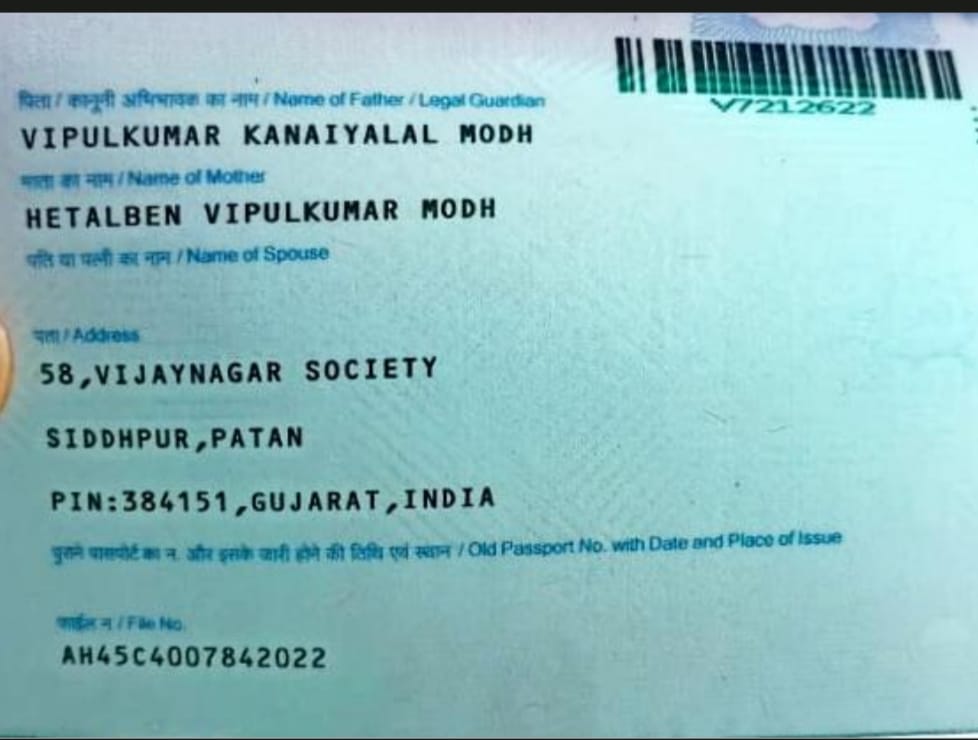 V7212622
पिता / कानूनी अभिभावक का नाम / Name of Father / Legal Guardian
VIPULKUMAR KANAIYALAL MODH
माता का नाम / Name of Mother
HETALBEN VIPULKUMAR MODH
पति या पत्नी का नाम / Name of Spouse
पता / Address
58,VIJAYNAGAR SOCIETY
SIDDHPUR,PATAN
PIN:384151,GUJARAT,INDIA
पुराने पासपोर्ट का न. और इसके जारी होने की तिथि एवं स्थान / Old Passport No. with Date and Place of Issue
फाईल न / File No.
AH45C4007842022